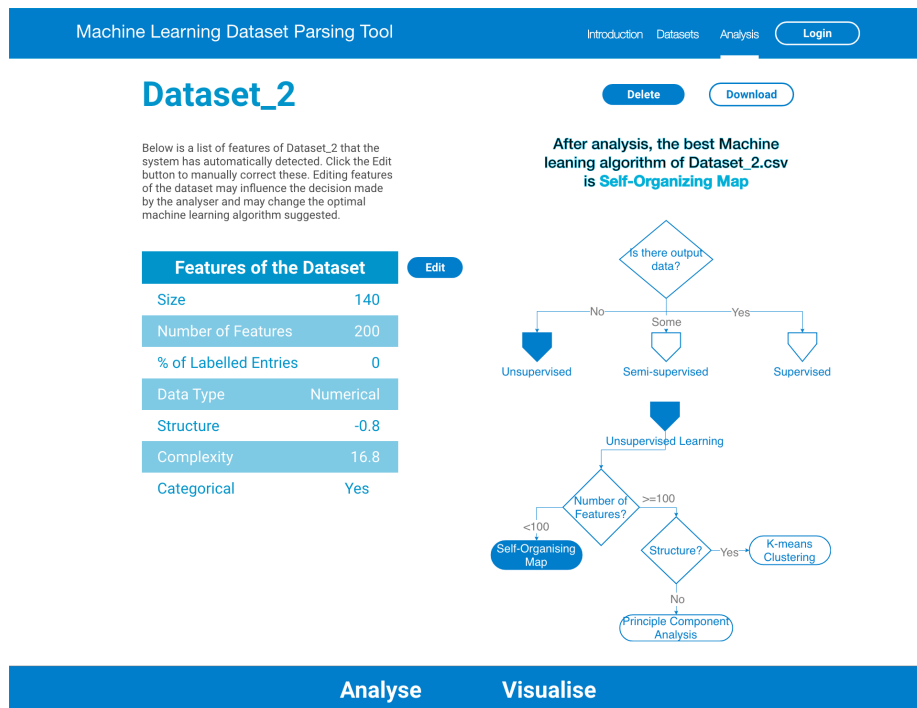 Machine Learning Dataset Parsing Tool
Introduction Datasets Analysis Login
Dataset_2
Delete Download
Below is a list of features of Dataset_2 that the
system has automatically detected. Click the Edit
button to manually correct these. Editing features
of the dataset may influence the decision made
by the analyser and may change the optimal
machine learning algorithm suggested.
After analysis, the best Machine
leaning algorithm of Dataset_2.csv
is Self-Organizing Map
Features of the Dataset
Edit
Size 140
Number of Features 200
% of Labelled Entries 0
Data Type Numerical
Structure -0.8
Complexity 16.8
Categorical Yes
Is there output
data?
No
Some
Yes
Unsupervised
Semi-supervised
Supervised
Unsupervised Learning
Number of
Features?
<100
>=100
Self-Organising
Map
Structure?
Yes
K-means
Clustering
No
Principle Component
Analysis
Analyse Visualise